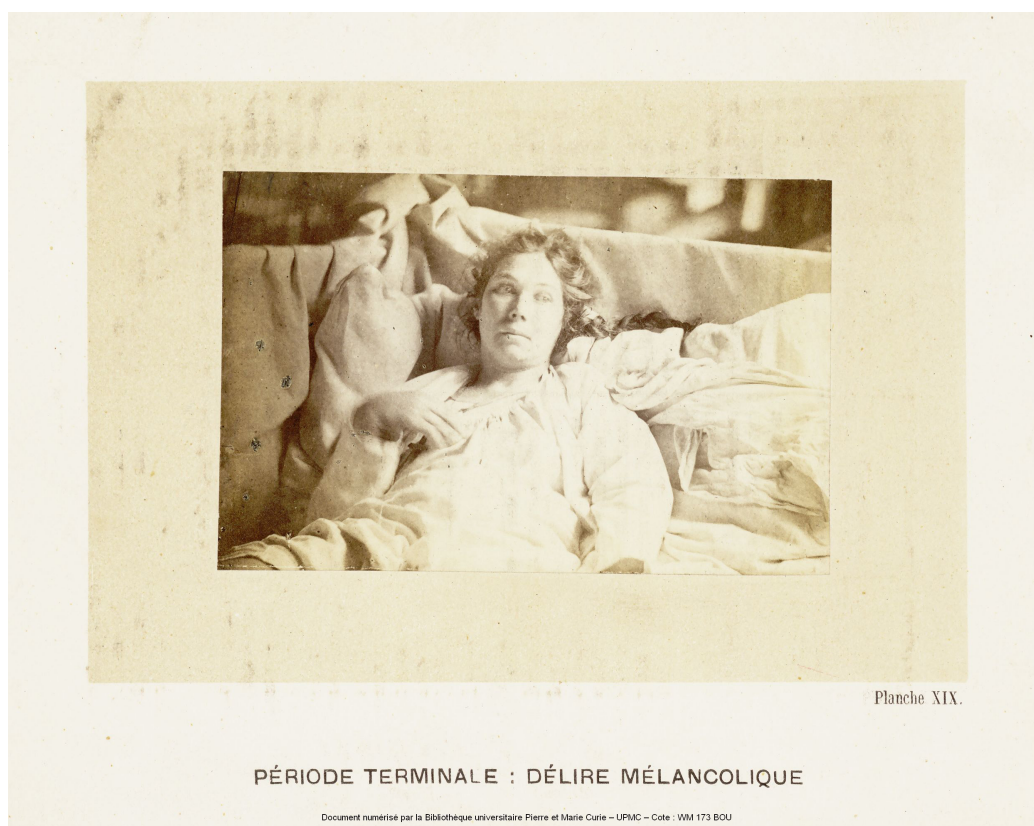 Planche XIX.
PÉRIODE TERMINALE : DÉLIRE MÉLANCOLIQUE
Document numérisé par la Bibliothèque universitaire Pierre et Marie Curie – UPMC – Cote : WM 173 BOU